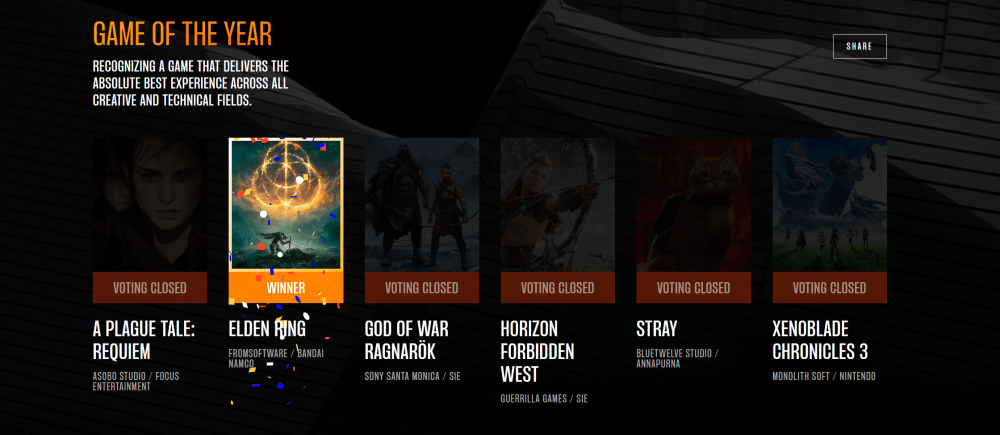 GAME OF THE YEAR
SHARE
RECOGNIZING A GAME THAT DELIVERS THE
ABSOLUTE BEST EXPERIENCE ACROSS ALL
CREATIVE AND TECHNICAL FIELDS.
VOTING CLOSED
A PLAGUE TALE:
REQUIEM
ASOBO STUDIO / FOCUS
ENTERTAINMENT
WINNER
ELDEN RING
FROMSOFTWARE / BANDAI
NAMCO
VOTING CLOSED
GOD OF WAR
RAGNARÖK
SONY SANTA MONICA / SIE
VOTING CLOSED
HORIZON
FORBIDDEN
WEST
GUERRILLA GAMES / SIE
VOTING CLOSED
STRAY
BLUETWELVE STUDIO /
ANNAPURNA
VOTING CLOSED
XENOBLADE
CHRONICLES 3
MONOLITH SOFT / NINTENDO